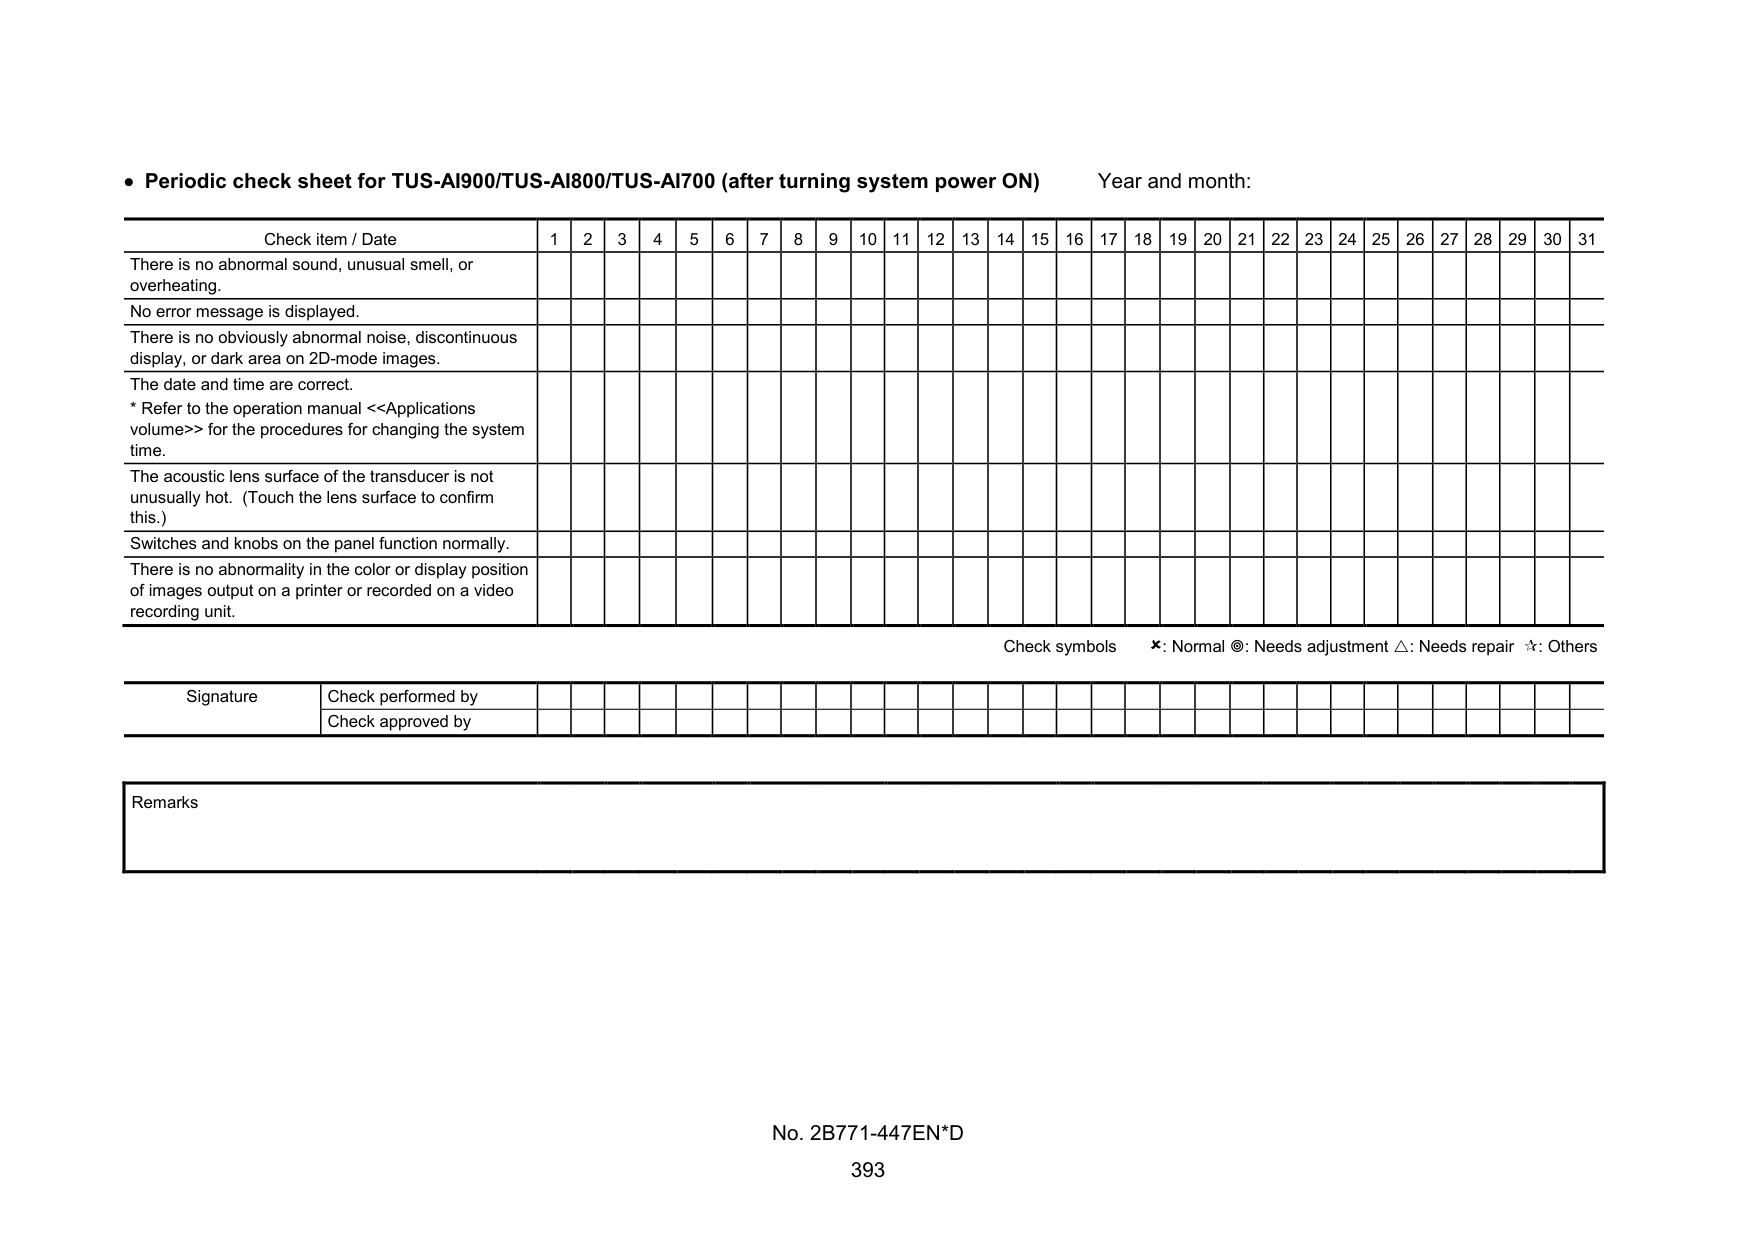 • Periodic check sheet for TUS-AI900/TUS-AI800/TUS-AI700 (after turning system power ON) Year and month:
Check item / Date 1 2 3 4 5 6 7 8 9 10 11 12 13 14 15 16 17 18 19 20 21 22 23 24 25 26 27 28 29 30 31
There is no abnormal sound, unusual smell, or
overheating.
No error message is displayed.
There is no obviously abnormal noise, discontinuous
display, or dark area on 2D-mode images.
The date and time are correct.
* Refer to the operation manual <<Applications
volume>> for the procedures for changing the system
time.
The acoustic lens surface of the transducer is not
unusually hot. (Touch the lens surface to confirm
this.)
Switches and knobs on the panel function normally.
There is no abnormality in the color or display position
of images output on a printer or recorded on a video
recording unit.
Check symbols ✘: Normal ◎: Needs adjustment △: Needs repair ☆: Others
Signature Check performed by
Check approved by
Remarks
No. 2B771-447EN*D
393